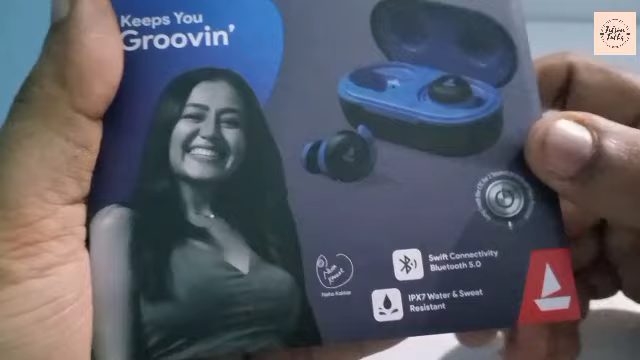 Keeps You
Groovin'
Neha Kakkar
Swift Connectivity
Bluetooth 5.0
IPX7 Water & Sweat
Resistant